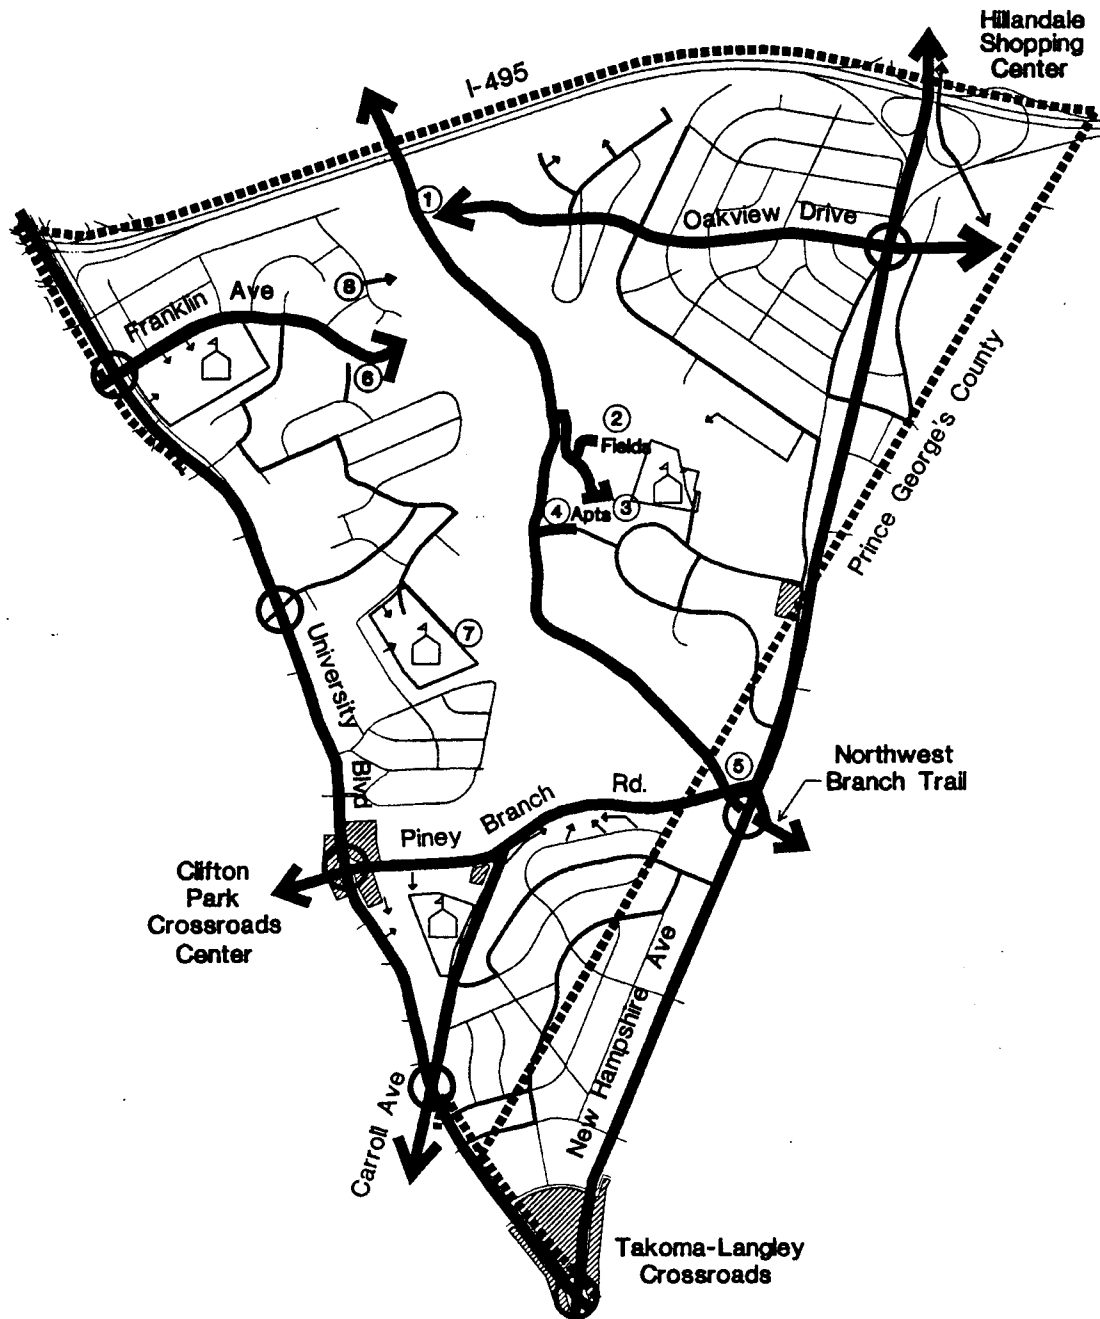 Hillandale
Shopping
Center
I-495
1
Oakview Drive
8
Franklin Ave
6
2
Fields
Prince George's County
4
Apts
3
7
University
Blvd
5
Northwest
Branch Trail
Piney Branch Rd.
Clifton
Park
Crossroads
Center
New Hampshire Ave
Carroll Ave
Takoma-Langley
Crossroads